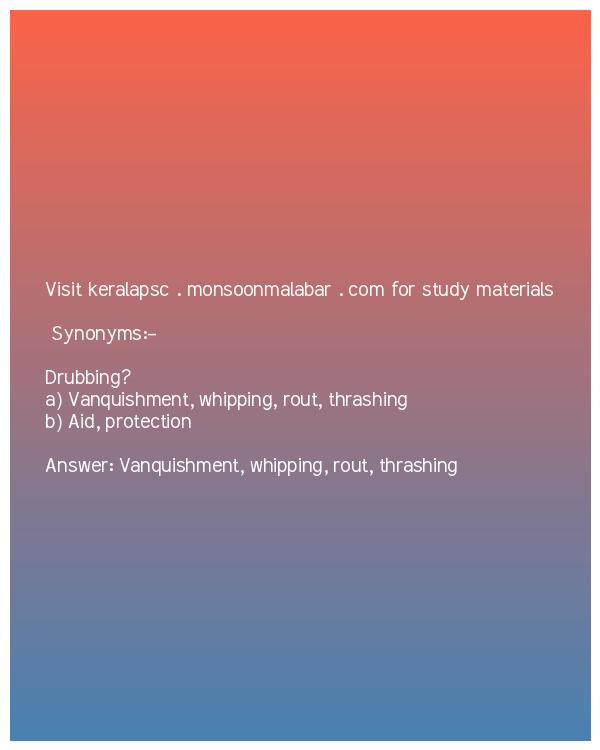 Visit keralapsc . monsoonmalabar . com for study materials
Synonyms:-
Drubbing?
a) Vanquishment, whipping, rout, thrashing
b) Aid, protection
Answer: Vanquishment, whipping, rout, thrashing